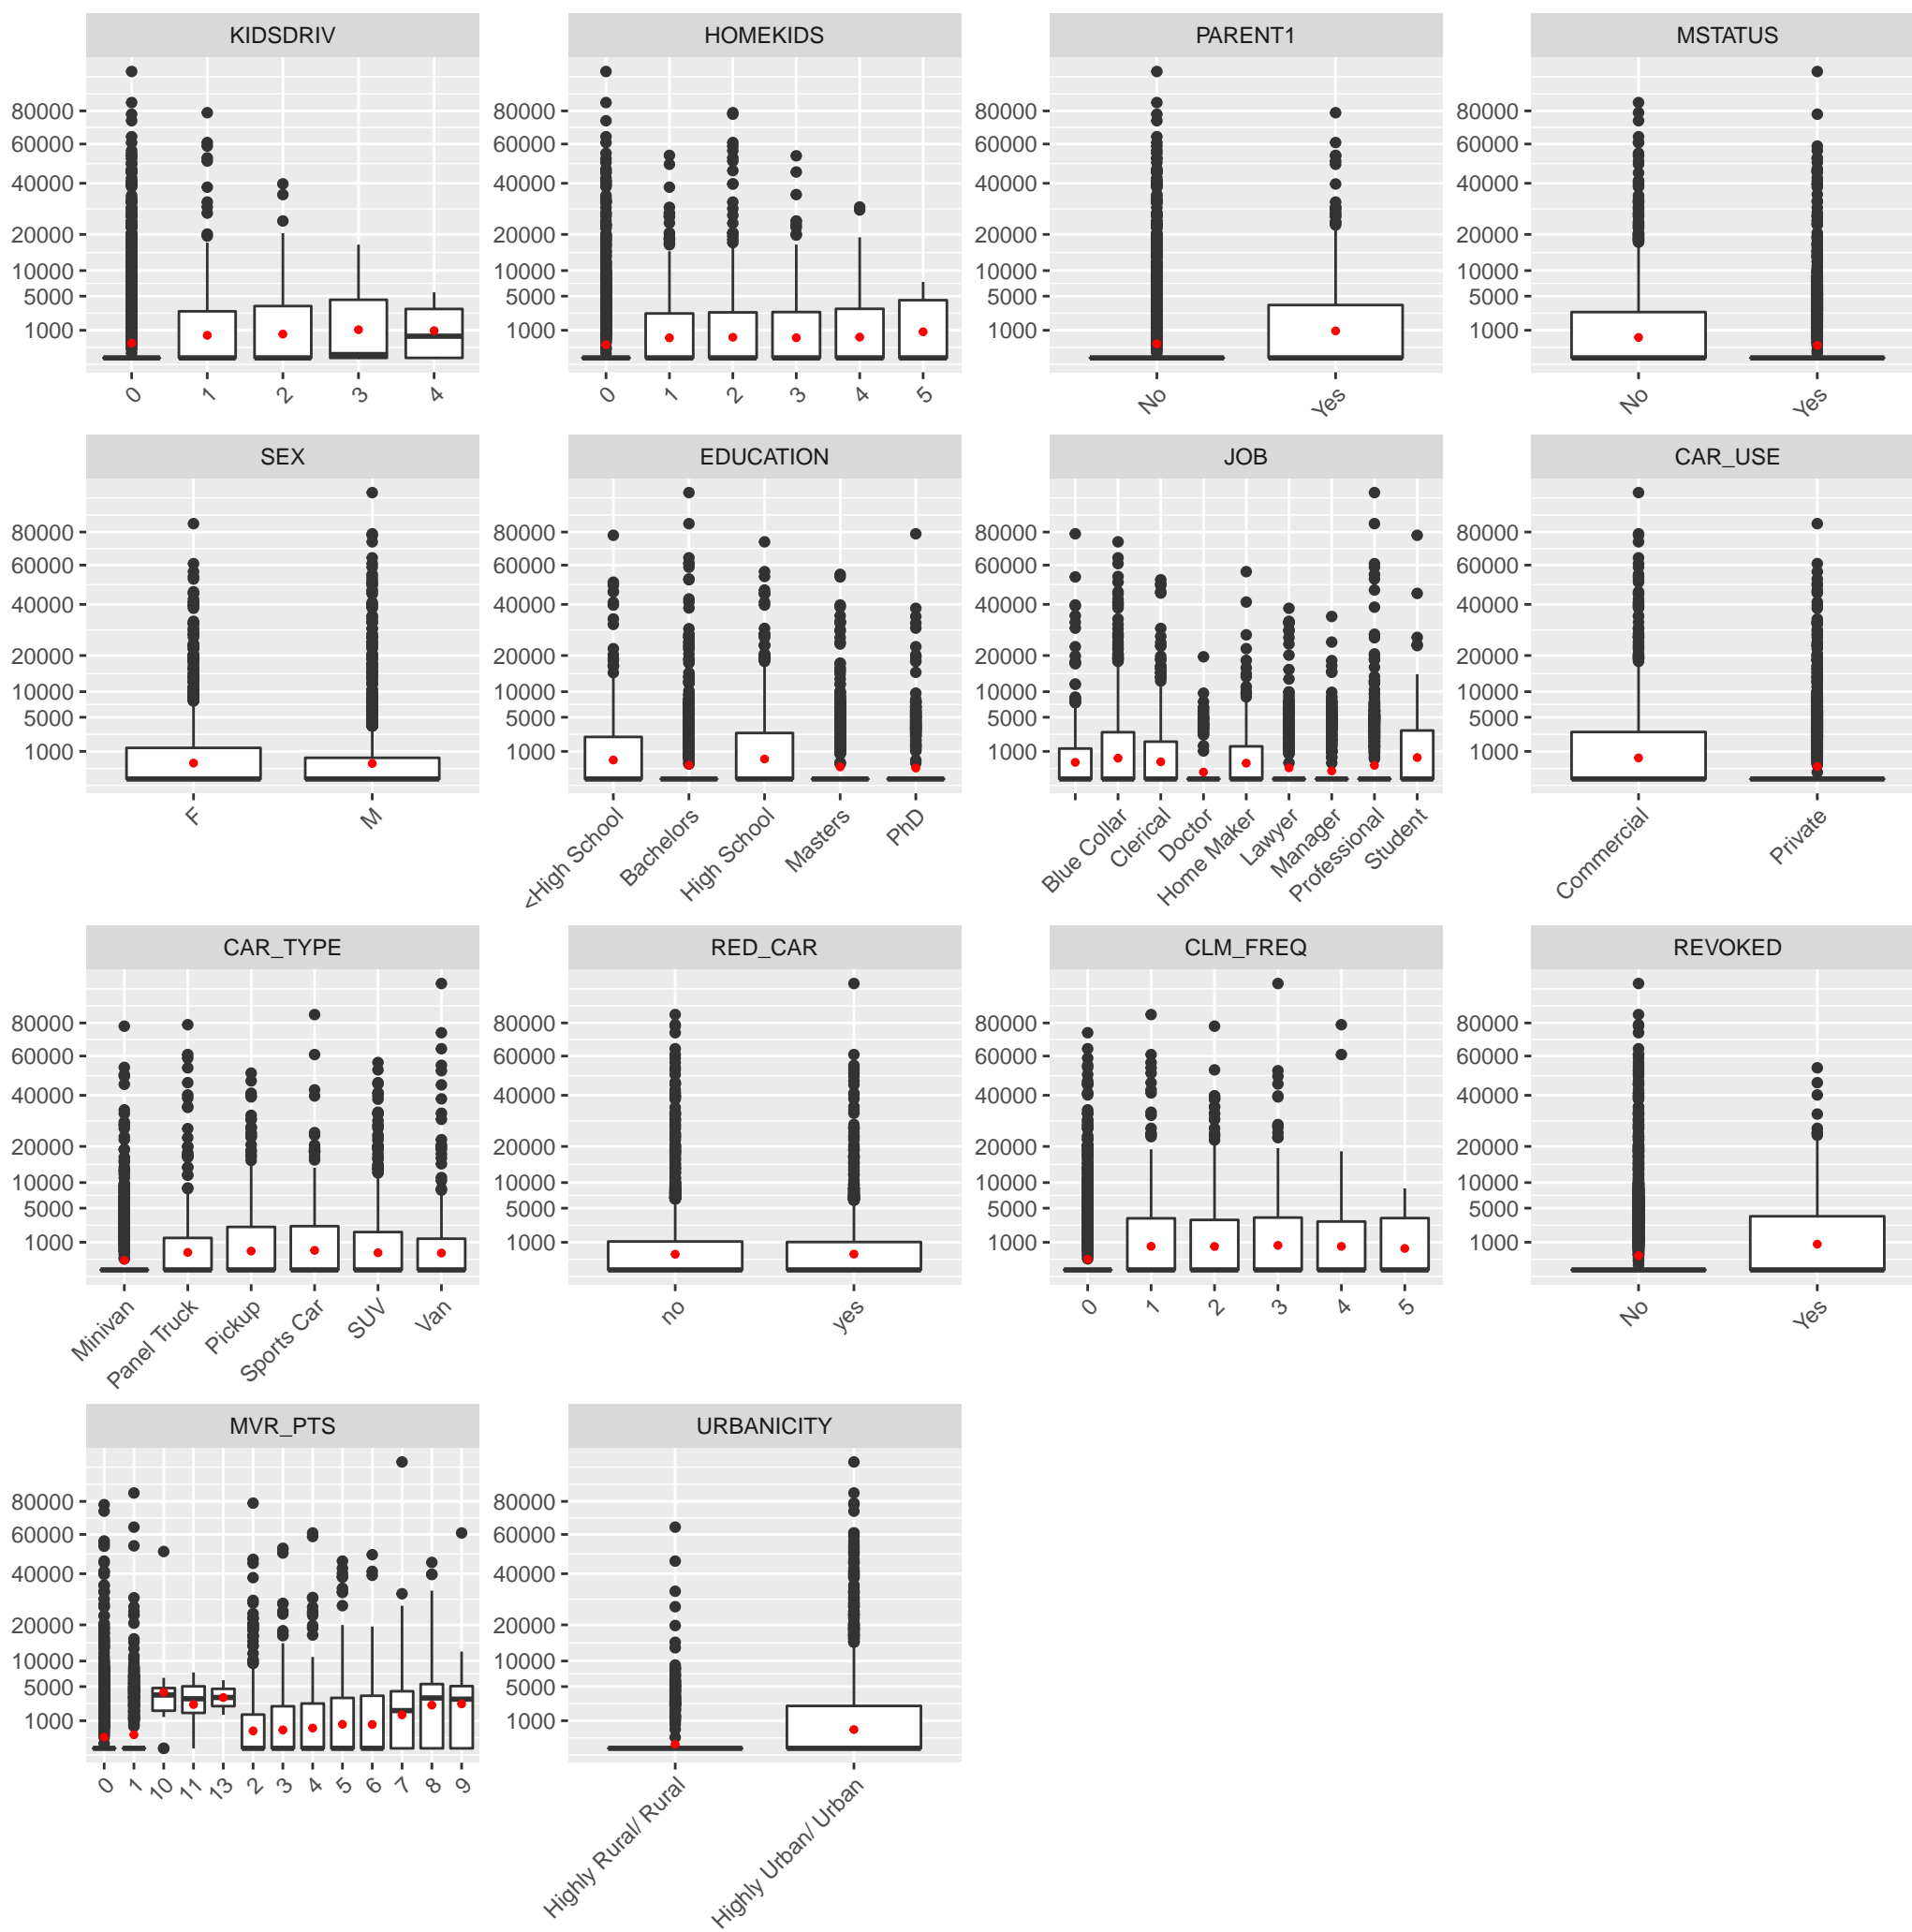 KIDSDRIV HOMEKIDS PARENT1 MSTATUS
80000 80000 80000 80000
60000 60000 60000 60000
40000 40000 40000 40000
20000 20000 20000 20000
10000 10000 10000 10000
5000 5000 5000 5000
1000 1000 1000 1000
0 1 2 3 4 0 1 2 3 4 5 No Yes No Yes
SEX EDUCATION JOB CAR_USE
80000 80000 80000 80000
60000 60000 60000 60000
40000 40000 40000 40000
20000 20000 20000 20000
10000 10000 10000 10000
5000 5000 5000 5000
1000 1000 1000 1000
F M <High School Bachelors High School Masters PhD Blue Collar Clerical Doctor Home Maker Lawyer Manager Professional Student Commercial Private
CAR_TYPE RED_CAR CLM_FREQ REVOKED
80000 80000 80000 80000
60000 60000 60000 60000
40000 40000 40000 40000
20000 20000 20000 20000
10000 10000 10000 10000
5000 5000 5000 5000
1000 1000 1000 1000
Minivan Panel Truck Pickup Sports Car SUV Van no yes 0 1 2 3 4 5 No Yes
MVR_PTS URBANICITY
80000 80000
60000 60000
40000 40000
20000 20000
10000 10000
5000 5000
1000 1000
0 1 10 11 13 2 3 4 5 6 7 8 9 Highly Rural/ Rural Highly Urban/ Urban